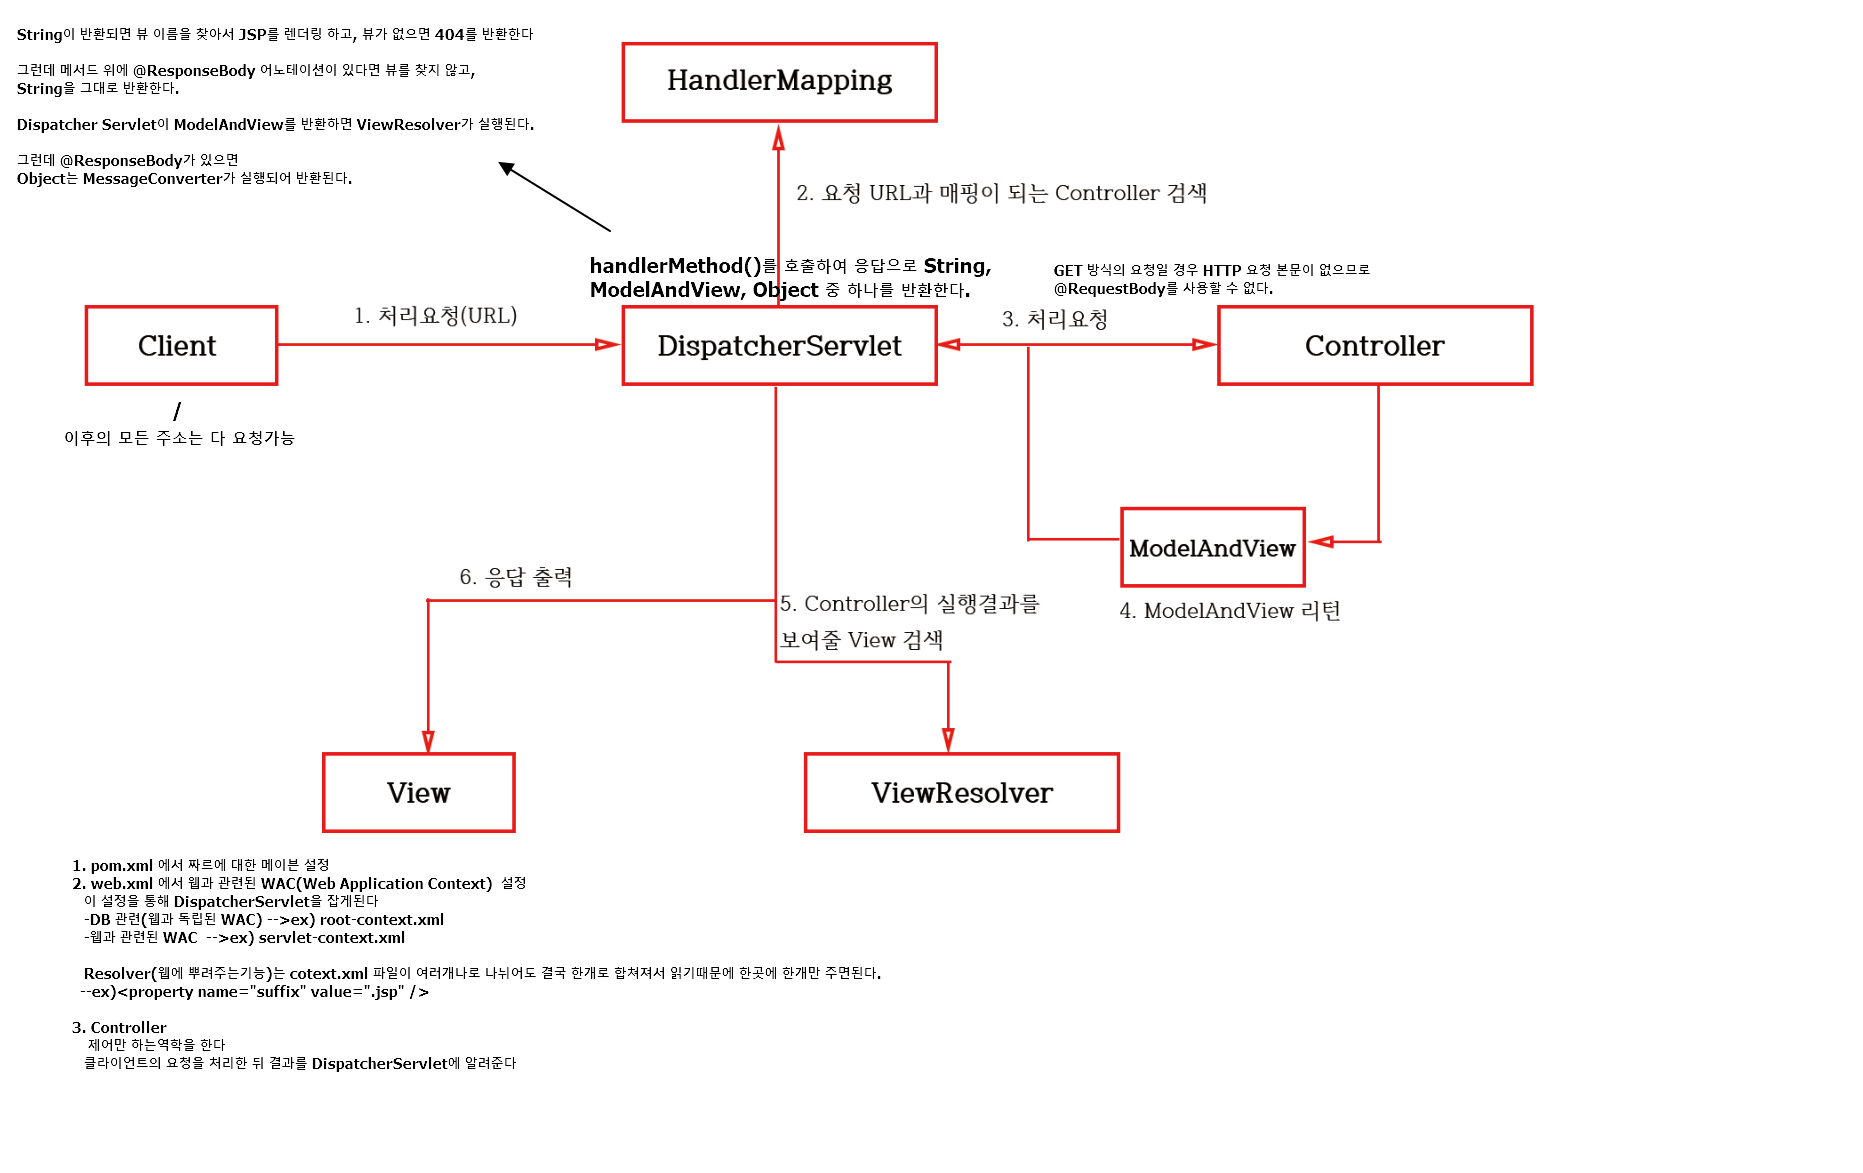 String이 반환되면 뷰 이름을 찾아서 JSP를 렌더링 하고, 뷰가 없으면 404를 반환한다
그런데 메서드 위에 @ResponseBody 어노테이션이 있다면 뷰를 찾지 않고,
String을 그대로 반환한다.
Dispatcher Servlet이 ModelAndView를 반환하면 ViewResolver가 실행된다.
그런데 @ResponseBody가 있으면
Object는 MessageConverter가 실행되어 반환된다.
HandlerMapping
2. 요청 URL과 매핑이 되는 Controller 검색
handlerMethod()를 호출하여 응답으로 String,
ModelAndView, Object 중 하나를 반환한다.
GET 방식의 요청일 경우 HTTP 요청 본문이 없으므로
@RequestBody를 사용할 수 없다.
1. 처리요청(URL)
3. 처리요청
Client
DispatcherServlet
Controller
/
이후의 모든 주소는 다 요청가능
ModelAndView
4. ModelAndView 리턴
6. 응답 출력
5. Controller의 실행결과를
보여줄 View 검색
View
ViewResolver
1. pom.xml 에서 짜르에 대한 메이븐 설정
2. web.xml 에서 웹과 관련된 WAC(Web Application Context) 설정
이 설정을 통해 DispatcherServlet을 잡게된다
-DB 관련(웹과 독립된 WAC) -->ex) root-context.xml
-웹과 관련된 WAC -->ex) servlet-context.xml
Resolver(웹에 뿌려주는기능)는 cotext.xml 파일이 여러개나로 나뉘어도 결국 한개로 합쳐져서 읽기때문에 한곳에 한개만 주면된다.
--ex)<property name="suffix" value=".jsp" />
3. Controller
제어만 하는역학을 한다
클라이언트의 요청을 처리한 뒤 결과를 DispatcherServlet에 알려준다